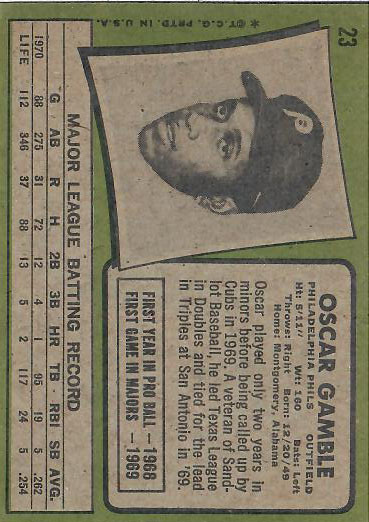 23
*©T.C.G. PRTD. IN U.S.A.
P
OSCAR GAMBLE
PHILADELPHIA PHILS OUTFIELD
Ht: 5/11" Wt: 160 Bats: Left
Throws: Right Born: 12/20/49
Home: Montgomery, Alabama
Oscar played only two years in
minors before being called up by
Cubs in 1969. A veteran of Sand-
lot Baseball, he led Texas League
in Doubles and tied for the lead
in Triples at San Antonio in '69.
FIRST YEAR IN PRO BALL — 1968
FIRST GAME IN MAJORS — 1969
MAJOR LEAGUE BATTING RECORD
G AB R H 2B 3B HR TB RBI SB AVG.
1970 88 275 31 72 12 4 1 95 19 5 .262
LIFE 112 346 37 88 13 5 2 117 24 5 .254